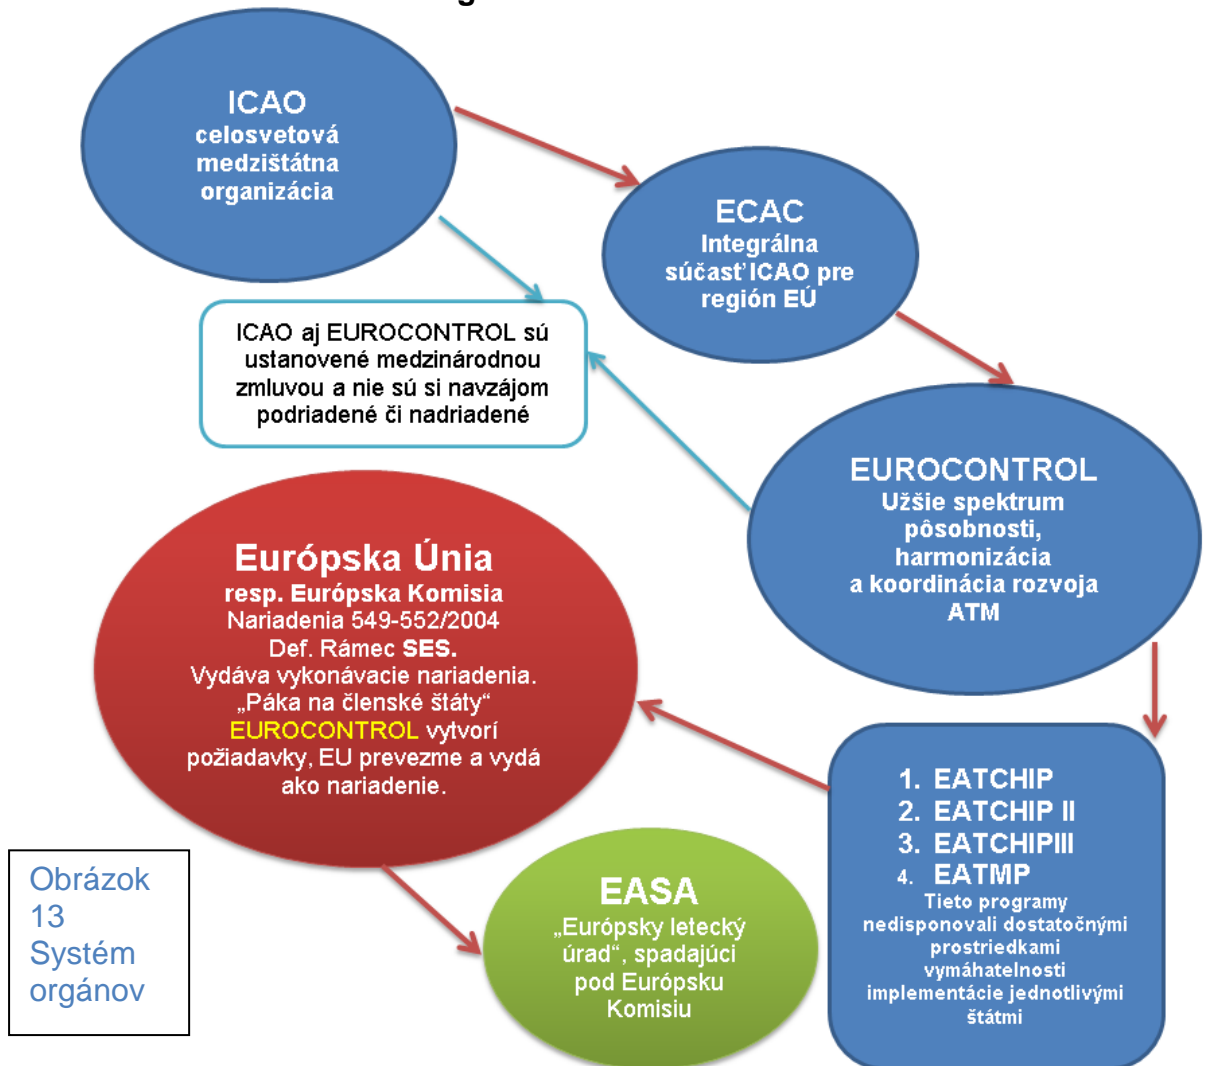 g
ICAO
celosvetová
medzištátna
organizácia
ECAC
Integrálna
súčasť ICAO pre
región EÚ
ICAO aj EUROCONTROL sú
ustanovené medzinárodnou
zmluvou a nie sú si navzájom
podriadené či nadriadené
EUROCONTROL
Užšie spektrum
pôsobnosti,
harmonizácia
a koordinácia rozvoja
ATM
Európska Únia
resp. Európska Komisia
Nariadenia 549-552/2004
Def. Rámec SES.
Vydáva vykonávacie nariadenia.
„Páka na členské štáty“
EUROCONTROL vytvorí
požiadavky, EU prevezme a vydá
ako nariadenie.
1. EATCHIP
2. EATCHIP II
3. EATCHIPIII
4. EATMP
Tieto programy
nedisponovali dostatočnými
prostriedkami
vymáhatelnosti
implementácie jednotlivými
štátmi
EASA
„Európsky letecký
úrad“, spadajúci
pod Európsku
Komisiu
Obrázok
13
Systém
orgánov